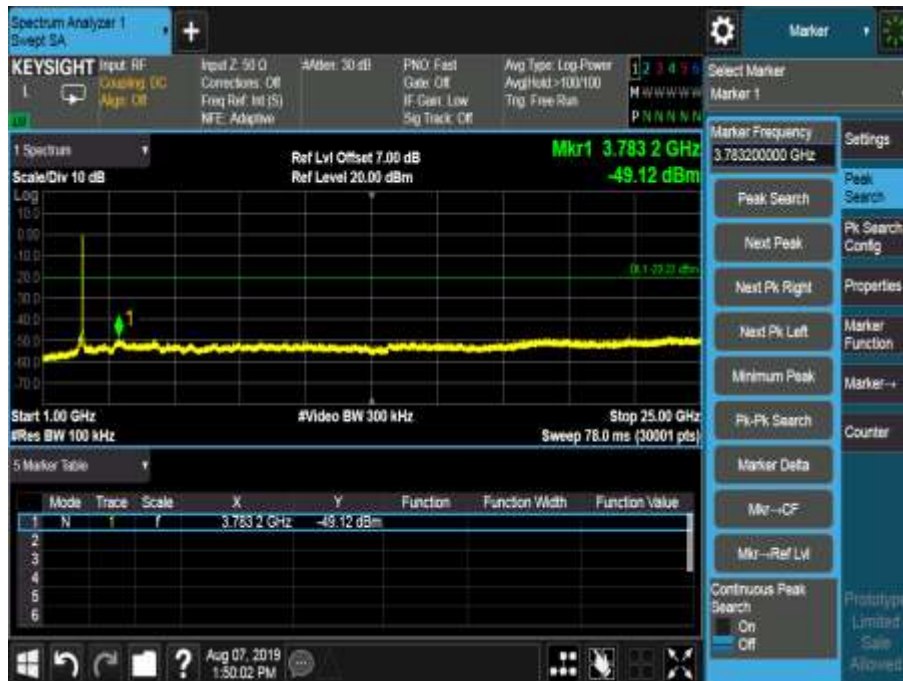 Spectrum Analyzer 1
Swept SA
Marker
KEYSIGHT
Input: RF
Coupling: DC
Align: Off
Input Z: 50 Ω
Corrections: Off
Freq Ref: Int (S)
NFE: Adaptive
#Atten: 30 dB
PNO: Fast
Gate: Off
IF Gain: Low
Sig Track: Off
Avg Type: Log-Power
Avg|Hold:>100/100
Trig: Free Run
1 2 3 4 5 6
M W W W W W
P N N N N N
Select Marker
Marker 1
1 Spectrum
Scale/Div 10 dB
Ref Lvl Offset 7.00 dB
Ref Level 20.00 dBm
Mkr1 3.783 2 GHz
-49.12 dBm
Log
10.0
0.00
-20.0
-30.0
-40.0
-50.0
-60.0
-70.0
1
Start 1.00 GHz
#Res BW 100 kHz
#Video BW 300 kHz
Stop 25.00 GHz
Sweep 78.0 ms (30001 pts)
5 Marker Table
Mode Trace Scale X Y Function Function Width Function Value
1 N 1 f 3.783 2 GHz -49.12 dBm
2
3
4
5
6
Marker Frequency
3.783200000 GHz
Peak Search
Next Peak
Next Pk Right
Next Pk Left
Minimum Peak
Pk-Pk Search
Marker Delta
Mkr→CF
Mkr→Ref Lvl
Continuous Peak
Search
On
Off
Settings
Peak
Search
Pk Search
Config
Properties
Marker
Function
Marker→
Counter
Prototype
Limited
Sale
Allowed
Aug 07, 2019
1:50:02 PM